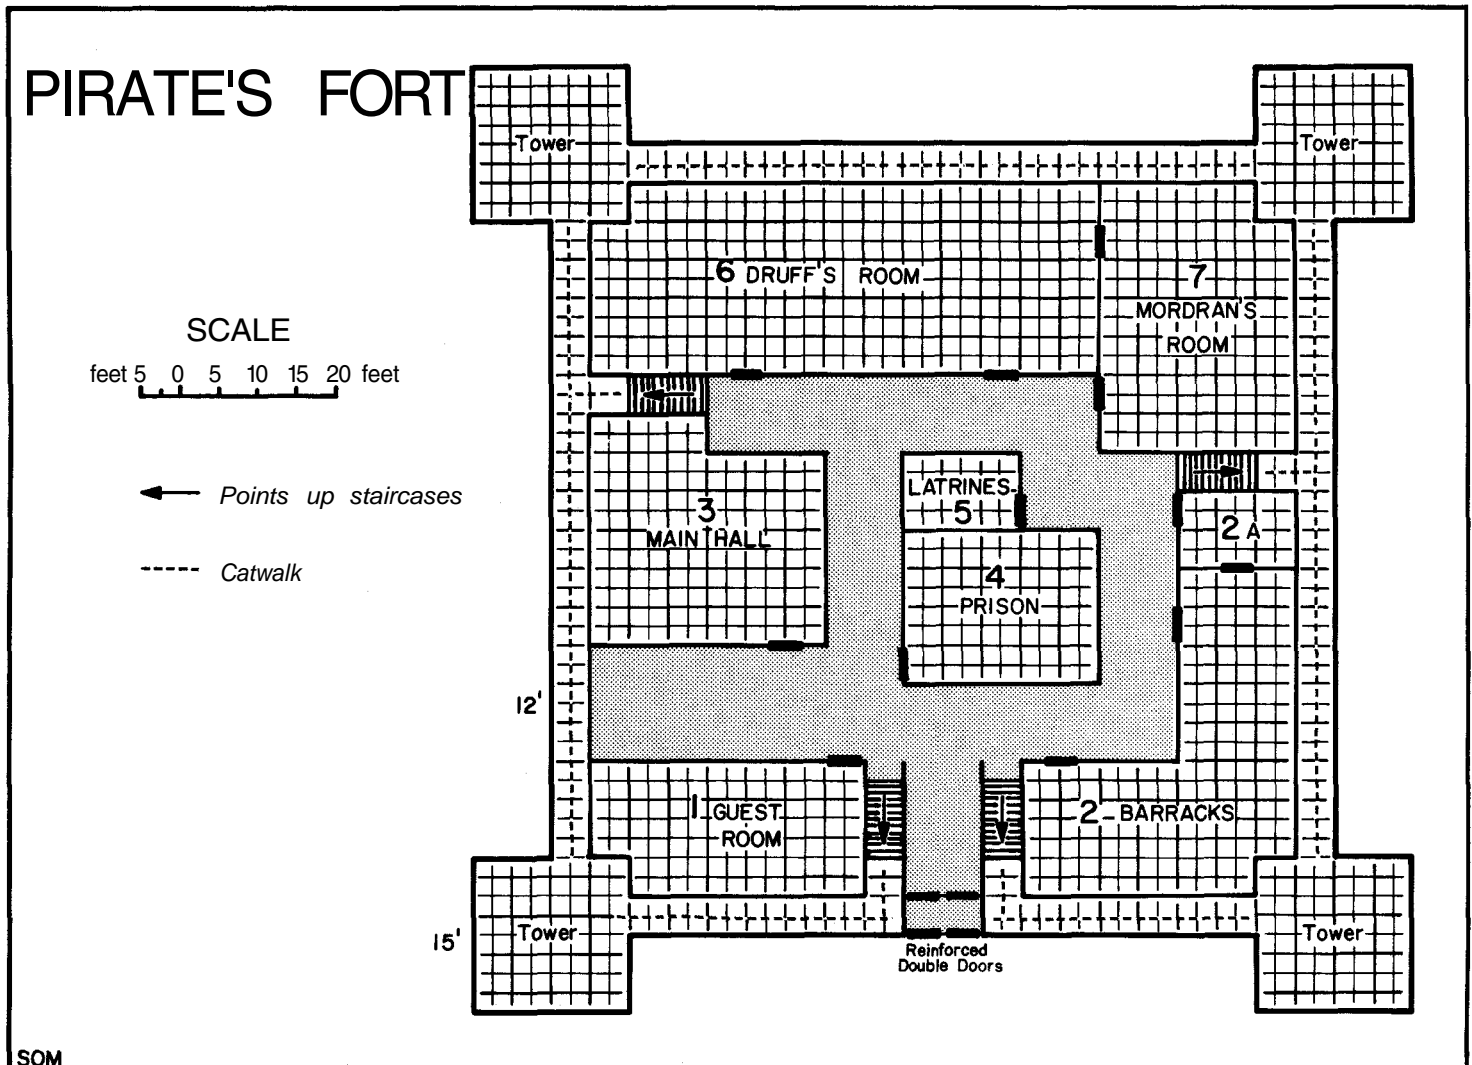 PIRATE'S FORT
Tower
Tower
6 DRUFF'S ROOM
7
MORDRAN'S
ROOM
SCALE
feet 5 0 5 10 15 20 feet
Points up staircases
Catwalk
3
MAIN HALL
LATRINES
5
4
PRISON
2A
12'
1 GUEST
ROOM
2 BARRACKS
15'
Tower
Reinforced
Double Doors
Tower
SOM